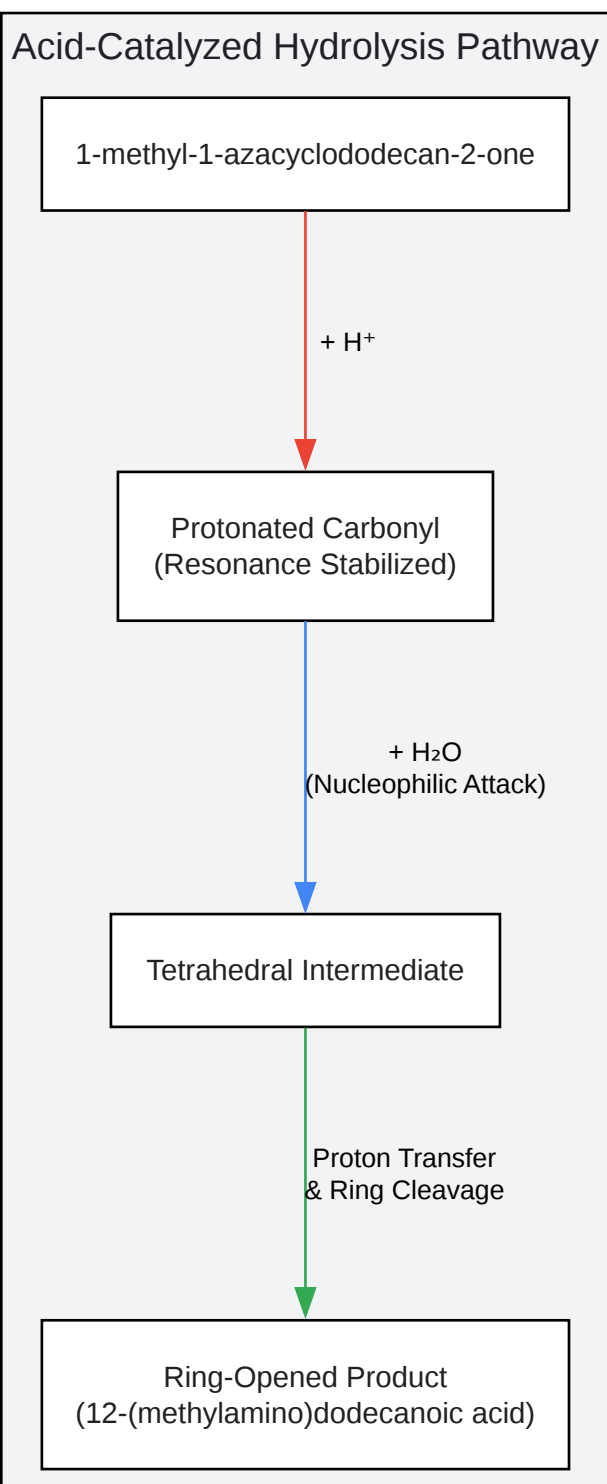 Acid-Catalyzed Hydrolysis Pathway
1-methyl-1-azacyclododecan-2-one
+ H⁺
Protonated Carbonyl
(Resonance Stabilized)
+ H₂O
(Nucleophilic Attack)
Tetrahedral Intermediate
Proton Transfer
& Ring Cleavage
Ring-Opened Product
(12-(methylamino)dodecanoic acid)